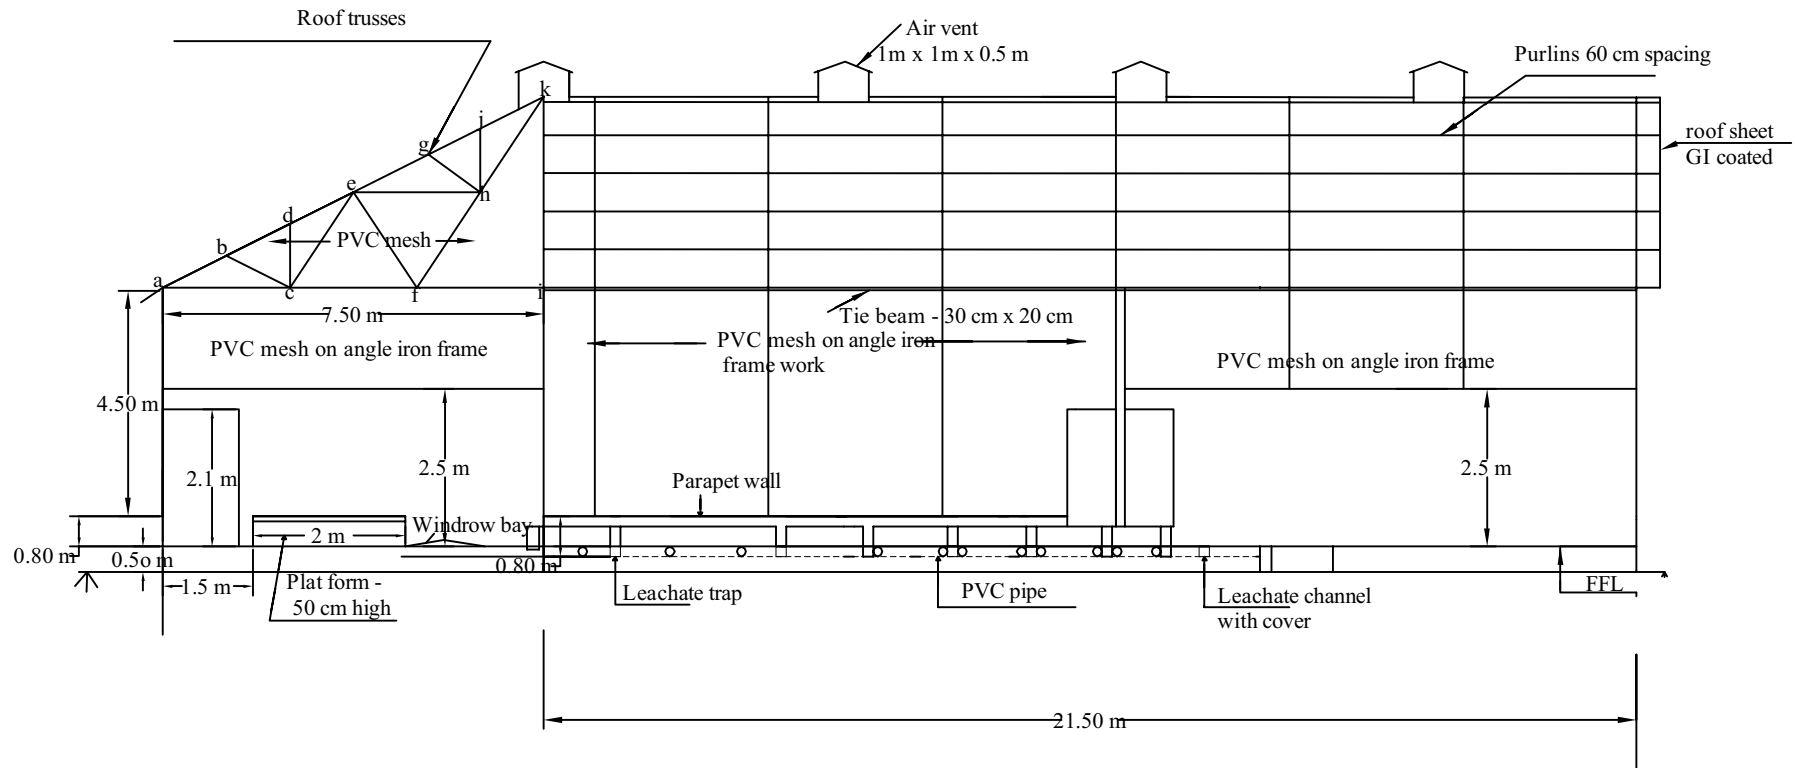 Roof trusses
Air vent
1m x 1m x 0.5 m
Purlins 60 cm spacing
k
j
roof sheet
GI coated
g
e
h
d
PVC mesh
b
a
c
f
i
7.50 m
Tie beam - 30 cm x 20 cm
PVC mesh on angle iron frame
PVC mesh on angle iron
frame work
PVC mesh on angle iron frame
4.50 m
2.1 m
2.5 m
2.5 m
Parapet wall
Windrow bay
2 m
0.80 m
0.5o m
0.80 m
1.5 m
Plat form -
50 cm high
Leachate trap
PVC pipe
Leachate channel
with cover
FFL
21.50 m